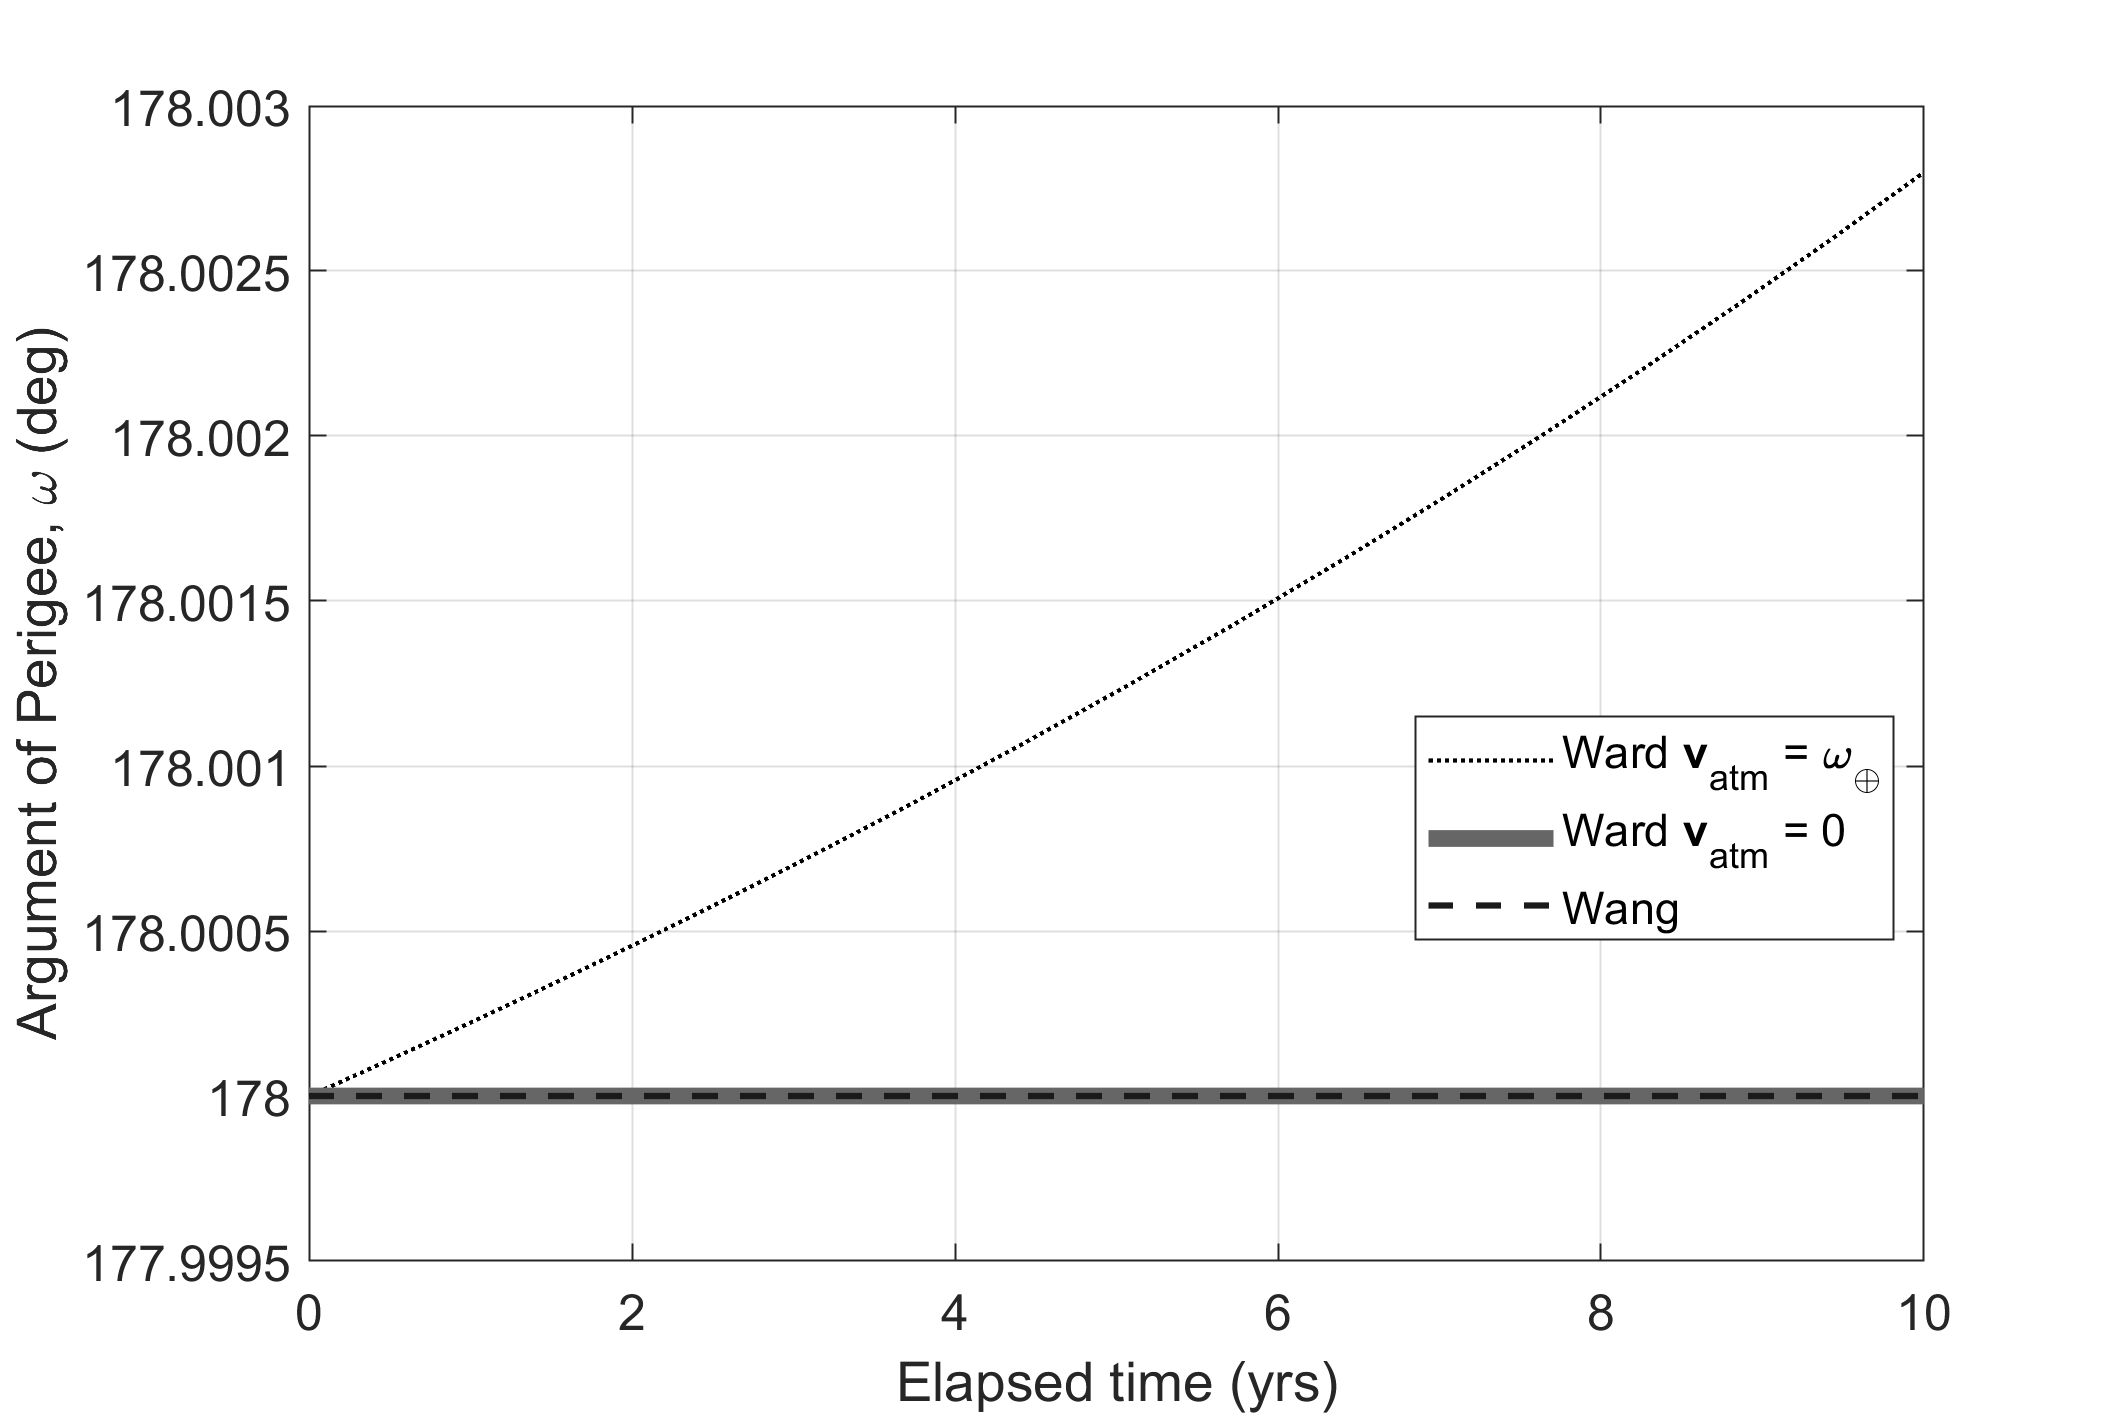 178.003
178.0025
178.002
178.0015
178.001
178.0005
178
177.9995
Argument of Perigee, ω (deg)
Ward v_atm = ω_⊕
Ward v_atm = 0
Wang
0 2 4 6 8 10
Elapsed time (yrs)